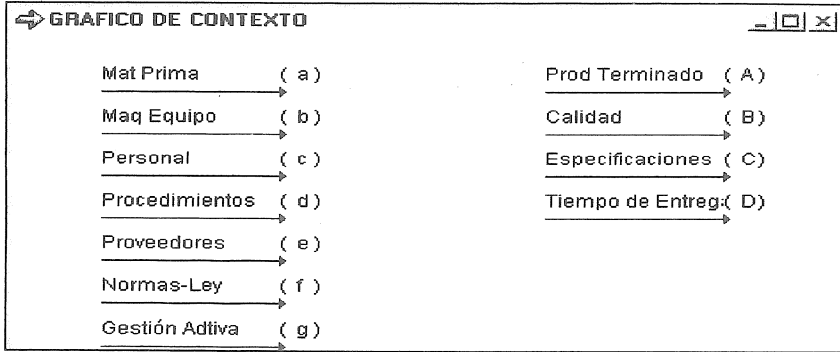 GRAFICO DE CONTEXTO
Mat Prima ( a )
Maq Equipo ( b )
Personal ( c )
Procedimientos ( d )
Proveedores ( e )
Normas-Ley ( f )
Gestión Adtiva ( g )
Prod Terminado ( A )
Calidad ( B )
Especificaciones ( C )
Tiempo de Entreg ( D )